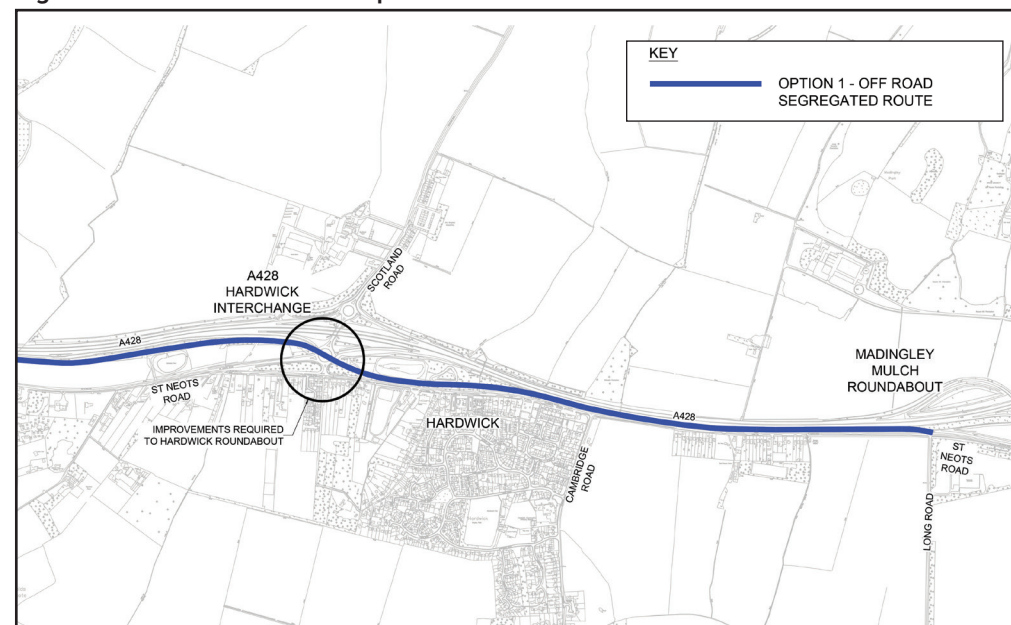 KEY
OPTION 1 - OFF ROAD
SEGREGATED ROUTE
SCOTLAND
ROAD
A428
HARDWICK
INTERCHANGE
A428
MADINGLEY
MULCH
ROUNDABOUT
ST NEOTS
ROAD
IMPROVEMENTS REQUIRED
TO HARDWICK ROUNDABOUT
HARDWICK
A428
CAMBRIDGE
ROAD
ST
NEOTS
ROAD
LONG ROAD